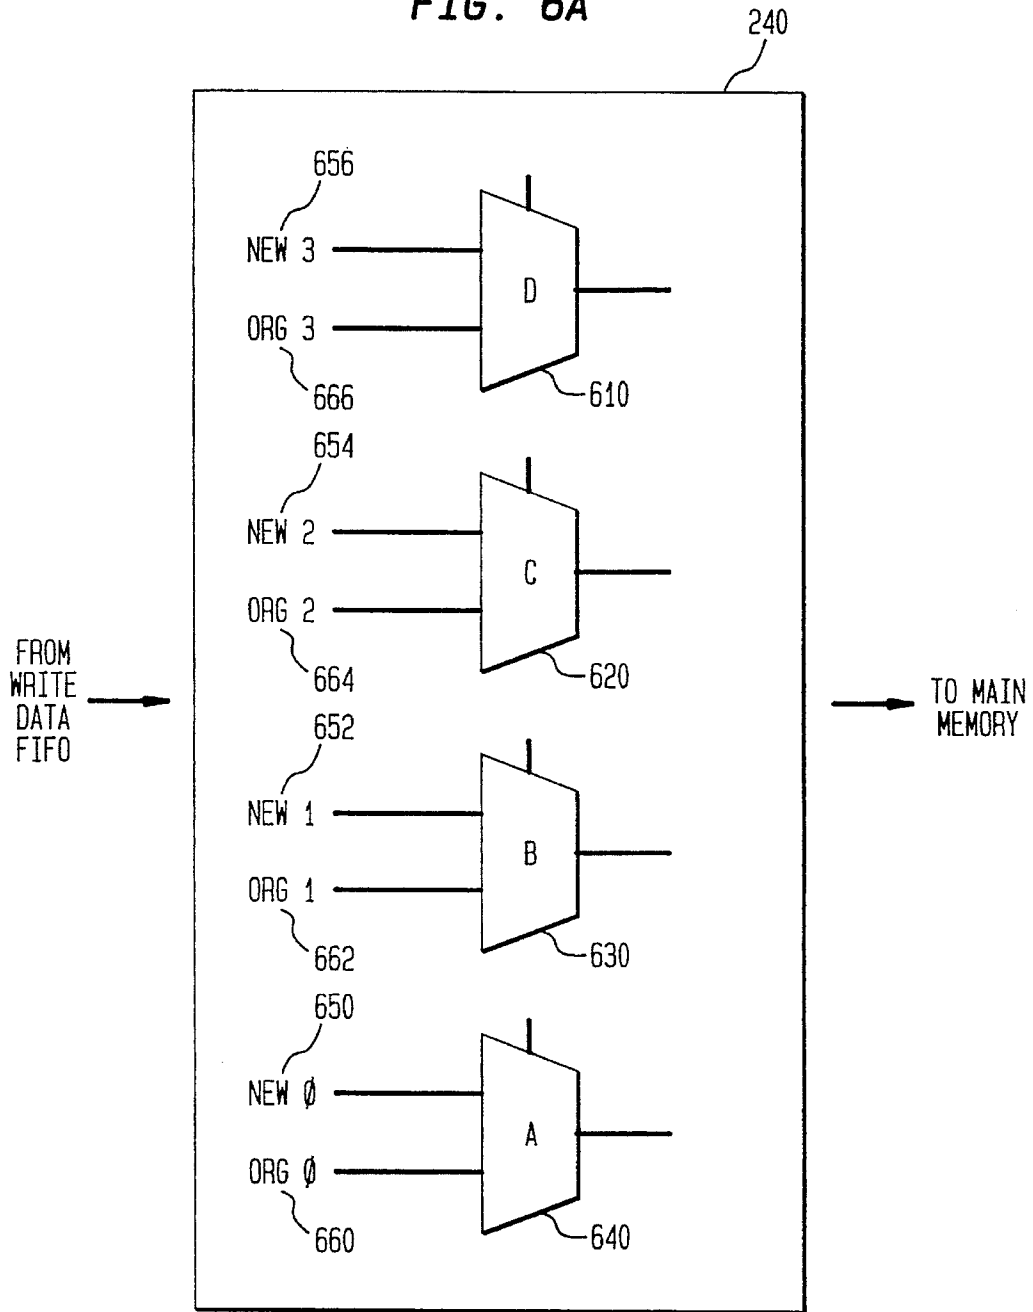 FIG. 6A
240
656
NEW 3
D
ORG 3
666
610
654
NEW 2
C
ORG 2
664
620
FROM
WRITE
DATA
FIFO
TO MAIN
MEMORY
652
NEW 1
B
ORG 1
662
630
650
NEW Ø
A
ORG Ø
660
640